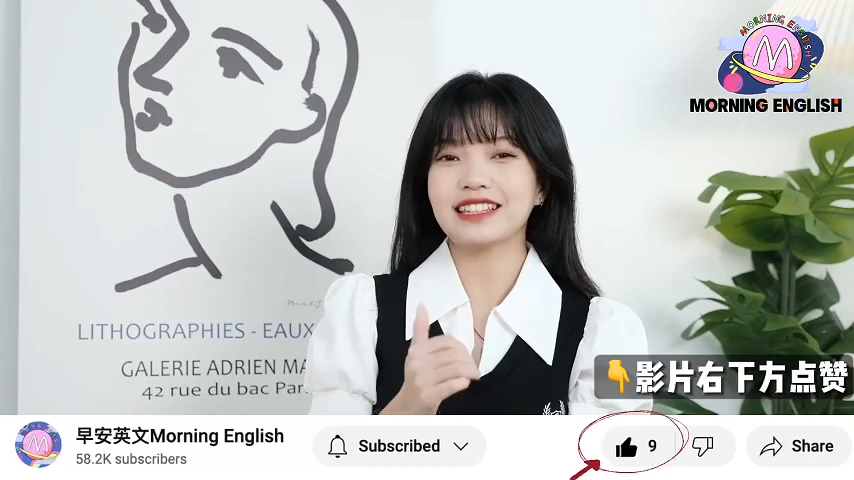 MORNING ENGLISH
M
MORNING ENGLISH
LITHOGRAPHIES - EAUX
GALERIE ADRIEN MA
42 rue du bac Par
影片右下方点赞
M
早安英文Morning English
58.2K subscribers
Subscribed
9
Share